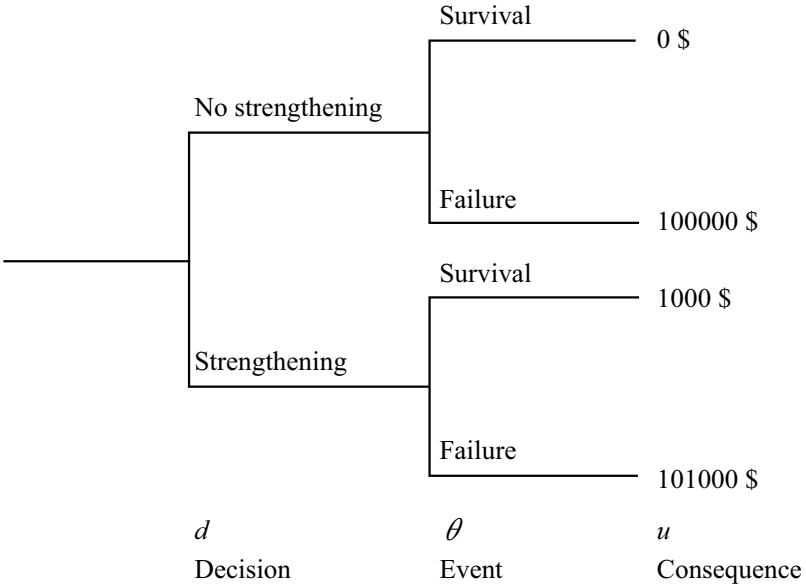 Survival
0 $
No strengthening
Failure
100000 $
Survival
1000 $
Strengthening
Failure
101000 $
d θ u
Decision Event Consequence